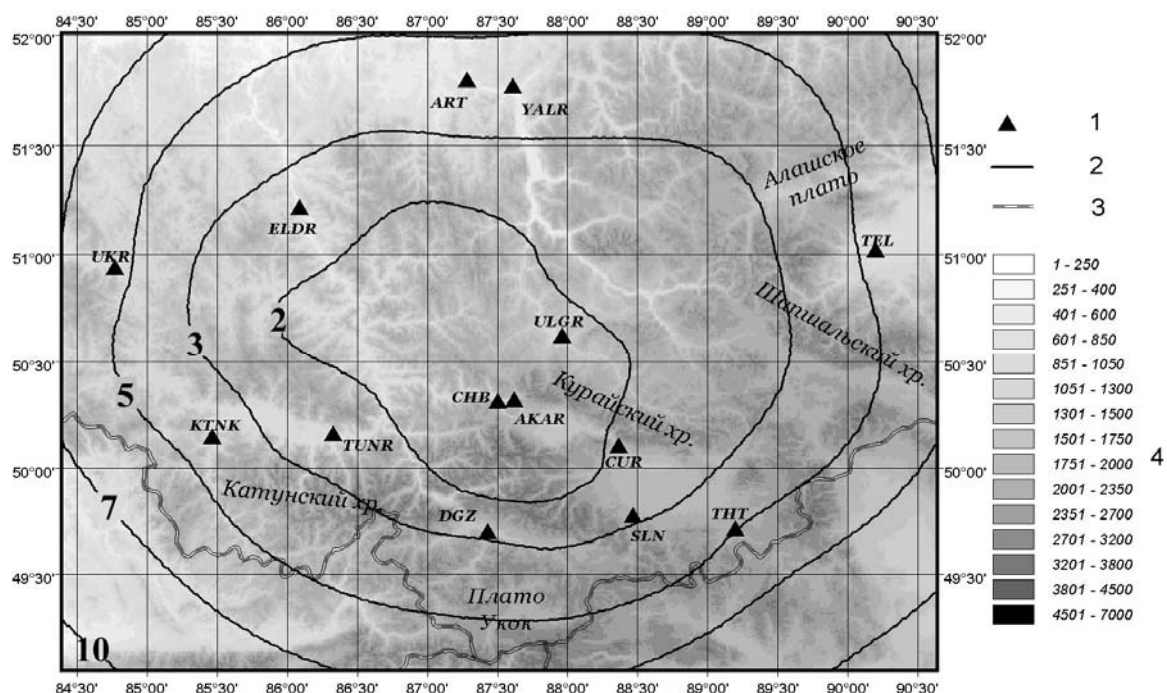 84°30' 85°00' 85°30' 86°00' 86°30' 87°00' 87°30' 88°00' 88°30' 89°00' 89°30' 90°00' 90°30'
52°00' 52°00'
ART YALR
51°30' 51°30'
Алашское
плато
ELDR
UKR 51°00' TEL 51°00'
Шапшальский хр.
2 ULGR
3
50°30' 50°30'
Курайский хр.
5 CHB AKAR
KTNK TUNR
CUR
50°00' 50°00'
Катунский хр.
7 DGZ SLN THT
49°30' 49°30'
Плато
Укок
10
84°30' 85°00' 85°30' 86°00' 86°30' 87°00' 87°30' 88°00' 88°30' 89°00' 89°30' 90°00' 90°30'
1
2
3
1 - 250
251 - 400
401 - 600
601 - 850
851 - 1050
1051 - 1300
1301 - 1500
1501 - 1750
1751 - 2000
4
2001 - 2350
2351 - 2700
2701 - 3200
3201 - 3800
3801 - 4500
4501 - 7000